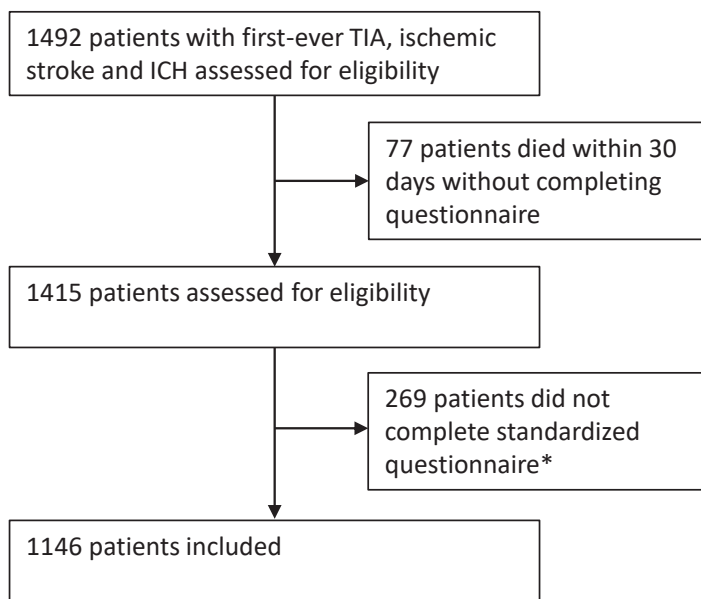 1492 patients with first-ever TIA, ischemic
stroke and ICH assessed for eligibility
77 patients died within 30
days without completing
questionnaire
1415 patients assessed for eligibility
269 patients did not
complete standardized
questionnaire*
1146 patients included